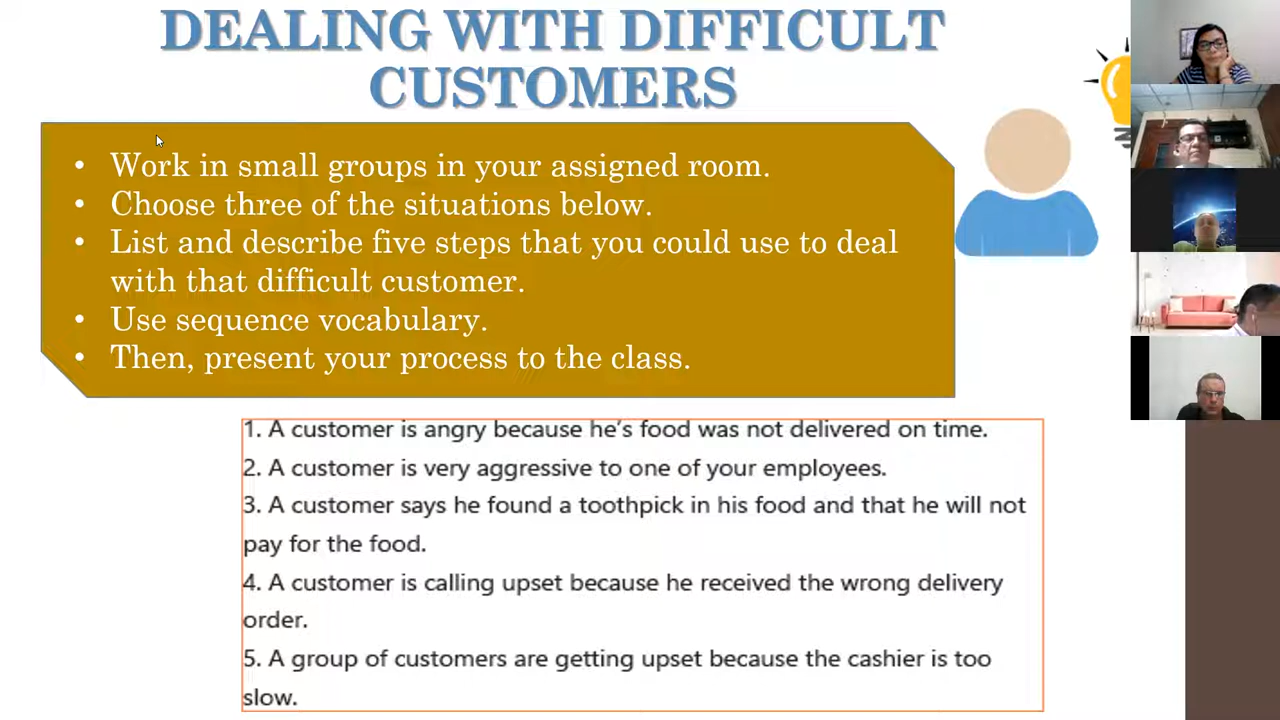 DEALING WITH DIFFICULT
CUSTOMERS
• Work in small groups in your assigned room.
• Choose three of the situations below.
• List and describe five steps that you could use to deal
with that difficult customer.
• Use sequence vocabulary.
• Then, present your process to the class.
1. A customer is angry because he's food was not delivered on time.
2. A customer is very aggressive to one of your employees.
3. A customer says he found a toothpick in his food and that he will not
pay for the food.
4. A customer is calling upset because he received the wrong delivery
order.
5. A group of customers are getting upset because the cashier is too
slow.